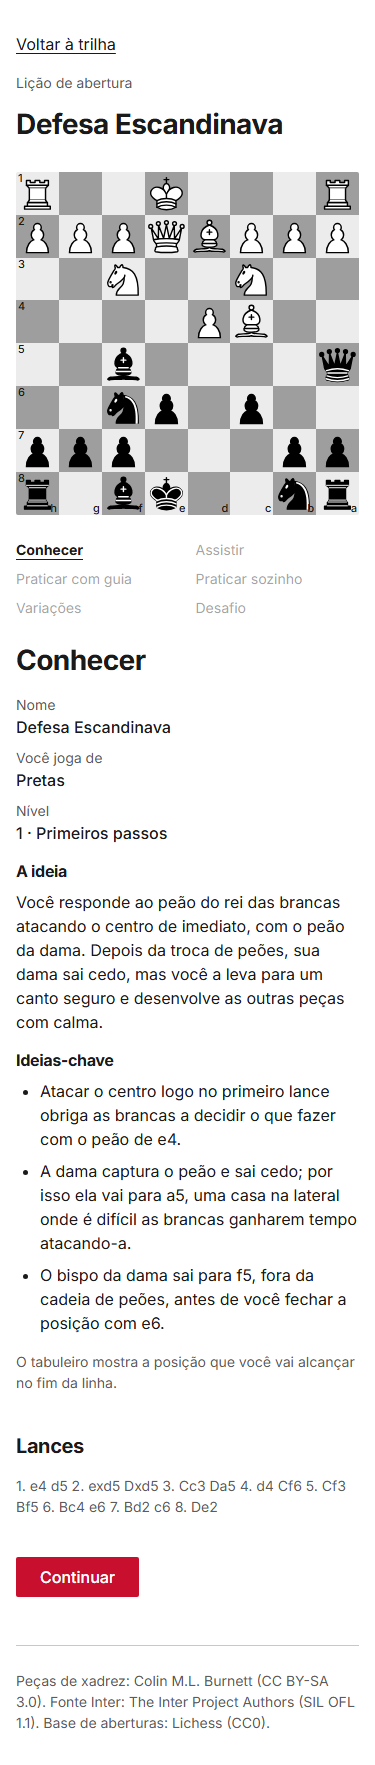 Voltar à trilha
Lição de abertura
Defesa Escandinava
1
2
3
4
5
6
7
8
h g f e d c b a
Conhecer Assistir
Praticar com guia Praticar sozinho
Variações Desafio
Conhecer
Nome
Defesa Escandinava
Você joga de
Pretas
Nível
1 · Primeiros passos
A ideia
Você responde ao peão do rei das brancas
atacando o centro de imediato, com o peão
da dama. Depois da troca de peões, sua
dama sai cedo, mas você a leva para um
canto seguro e desenvolve as outras peças
com calma.
Ideias-chave
• Atacar o centro logo no primeiro lance
obriga as brancas a decidir o que fazer
com o peão de e4.
• A dama captura o peão e sai cedo; por
isso ela vai para a5, uma casa na lateral
onde é difícil as brancas ganharem tempo
atacando-a.
• O bispo da dama sai para f5, fora da
cadeia de peões, antes de você fechar a
posição com e6.
O tabuleiro mostra a posição que você vai alcançar
no fim da linha.
Lances
1. e4 d5 2. exd5 Dxd5 3. Cc3 Da5 4. d4 Cf6 5. Cf3
Bf5 6. Bc4 e6 7. Bd2 c6 8. De2
Continuar
Peças de xadrez: Colin M.L. Burnett (CC BY-SA
3.0). Fonte Inter: The Inter Project Authors (SIL OFL
1.1). Base de aberturas: Lichess (CC0).